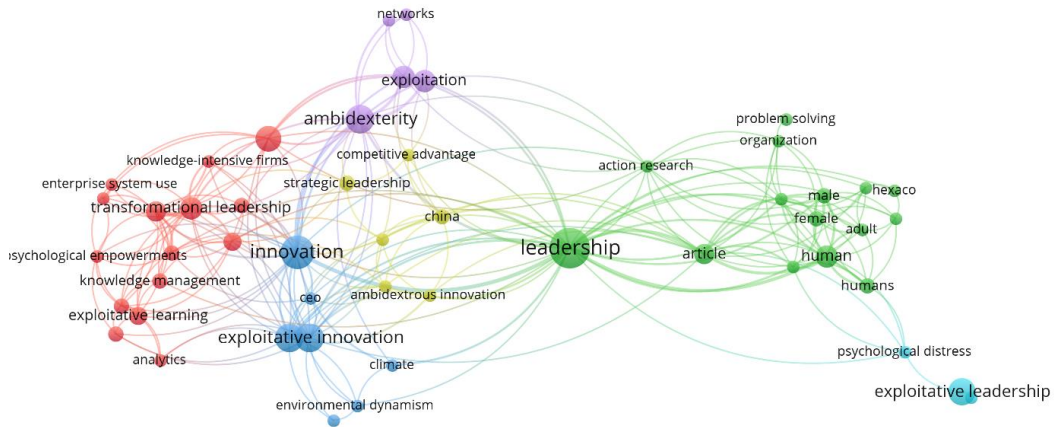 networks
exploitation
ambidexterity
problem solving
organization
competitive advantage
knowledge-intensive firms
action research
enterprise system use
strategic leadership
male
hexaco
transformational leadership
china
female
adult
leadership
innovation
article
human
psychological empowerments
knowledge management
humans
ceo
ambidextrous innovation
exploitative learning
exploitative innovation
psychological distress
analytics
climate
exploitative leadership
environmental dynamism